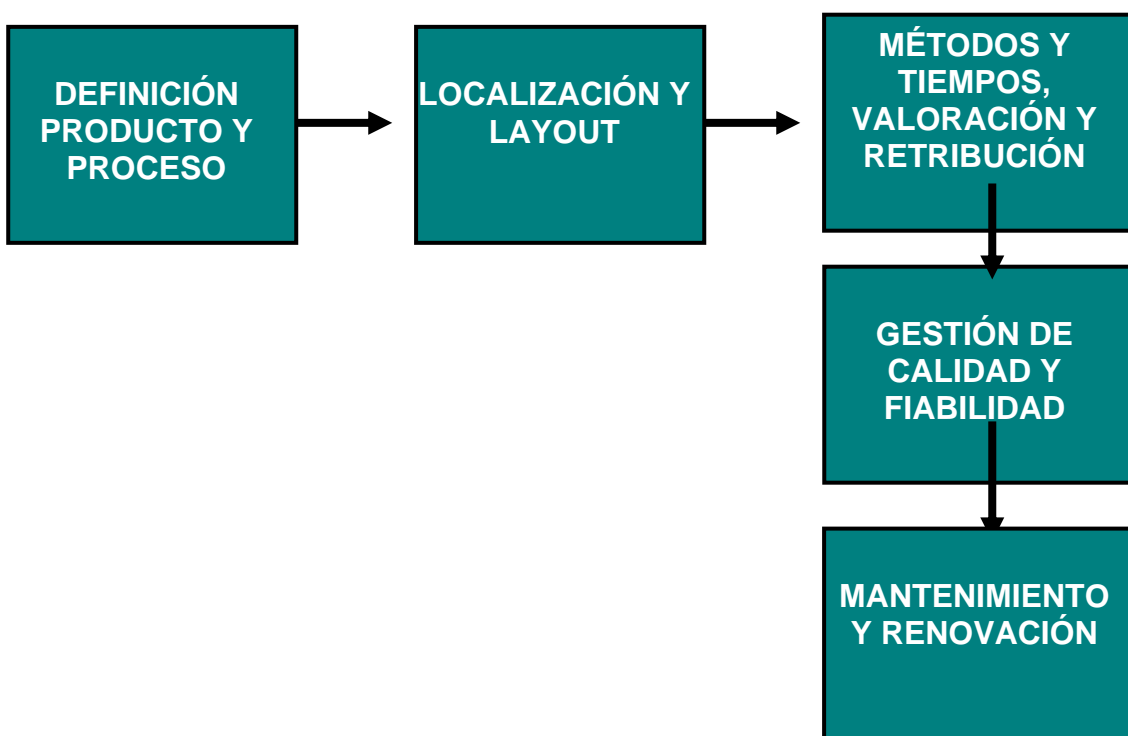 DEFINICIÓN
PRODUCTO Y
PROCESO
LOCALIZACIÓN Y
LAYOUT
MÉTODOS Y
TIEMPOS,
VALORACIÓN Y
RETRIBUCIÓN
GESTIÓN DE
CALIDAD Y
FIABILIDAD
MANTENIMIENTO
Y RENOVACIÓN